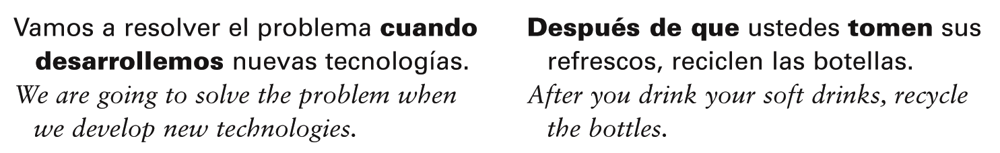 Vamos a resolver el problema cuando
desarrollemos nuevas tecnologías.
We are going to solve the problem when
we develop new technologies.
Después de que ustedes tomen sus
refrescos, reciclen las botellas.
After you drink your soft drinks, recycle
the bottles.